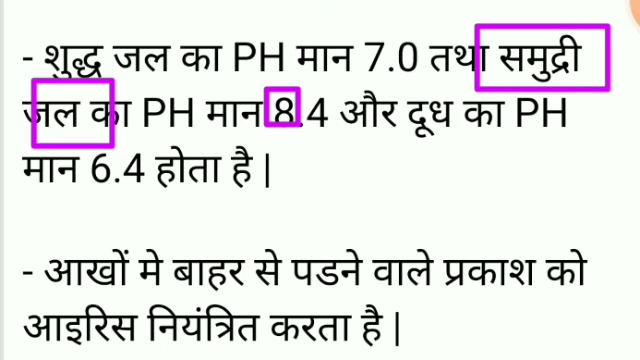 - शुद्ध जल का PH मान 7.0 तथा समुद्री
जल का PH मान 8.4 और दूध का PH
मान 6.4 होता है |
- आखों मे बाहर से पडने वाले प्रकाश को
आइरिस नियंत्रित करता है |